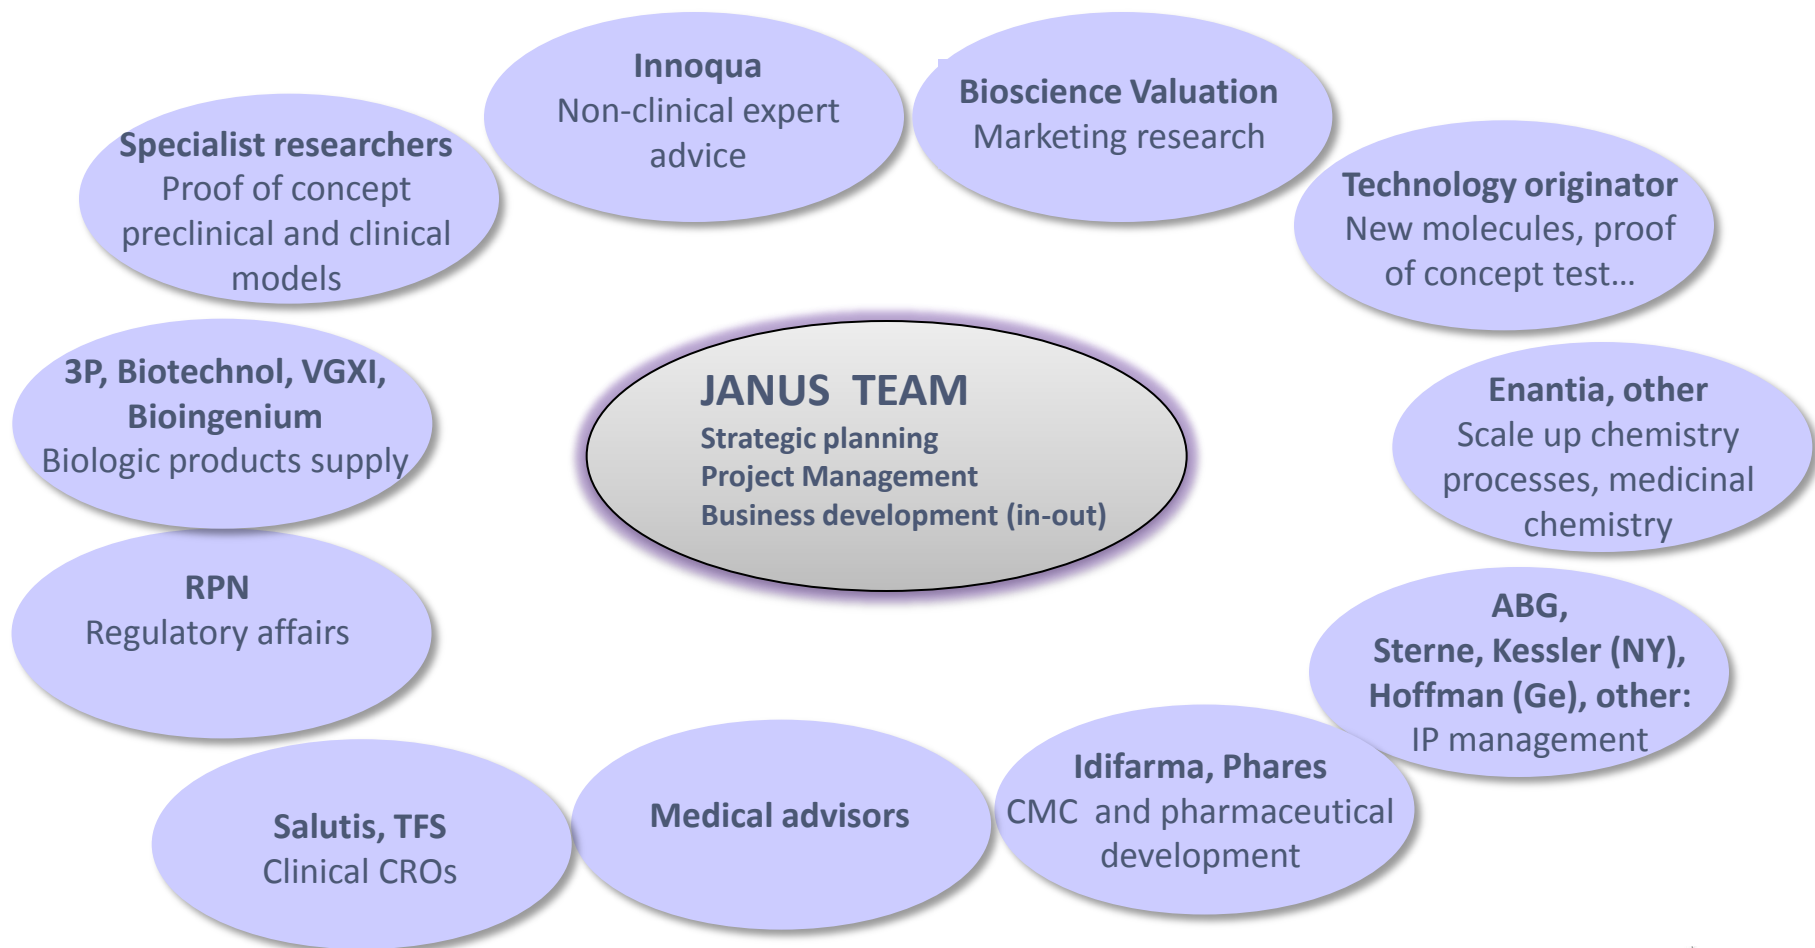 Innoqua
Non-clinical expert
advice
Bioscience Valuation
Marketing research
Specialist researchers
Proof of concept
preclinical and clinical
models
Technology originator
New molecules, proof
of concept test…
3P, Biotechnol, VGXI,
Bioingenium
Biologic products supply
JANUS TEAM
Strategic planning
Project Management
Business development (in-out)
Enantia, other
Scale up chemistry
processes, medicinal
chemistry
RPN
Regulatory affairs
ABG,
Sterne, Kessler (NY),
Hoffman (Ge), other:
IP management
Salutis, TFS
Clinical CROs
Medical advisors
Idifarma, Phares
CMC and pharmaceutical
development